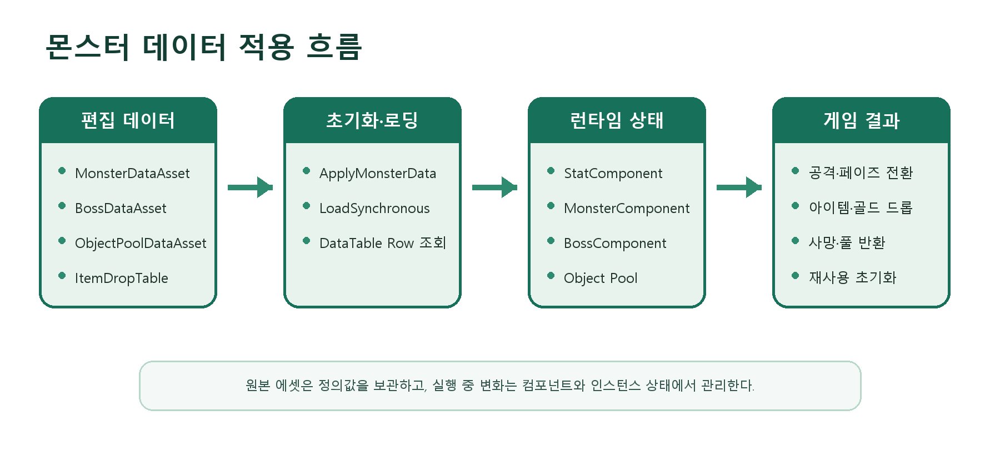 몬스터 데이터 적용 흐름
편집 데이터
MonsterDataAsset
BossDataAsset
ObjectPoolDataAsset
ItemDropTable
초기화·로딩
ApplyMonsterData
LoadSynchronous
DataTable Row 조회
런타임 상태
StatComponent
MonsterComponent
BossComponent
Object Pool
게임 결과
공격·페이즈 전환
아이템·골드 드롭
사망·풀 반환
재사용 초기화
원본 에셋은 정의값을 보관하고, 실행 중 변화는 컴포넌트와 인스턴스 상태에서 관리한다.